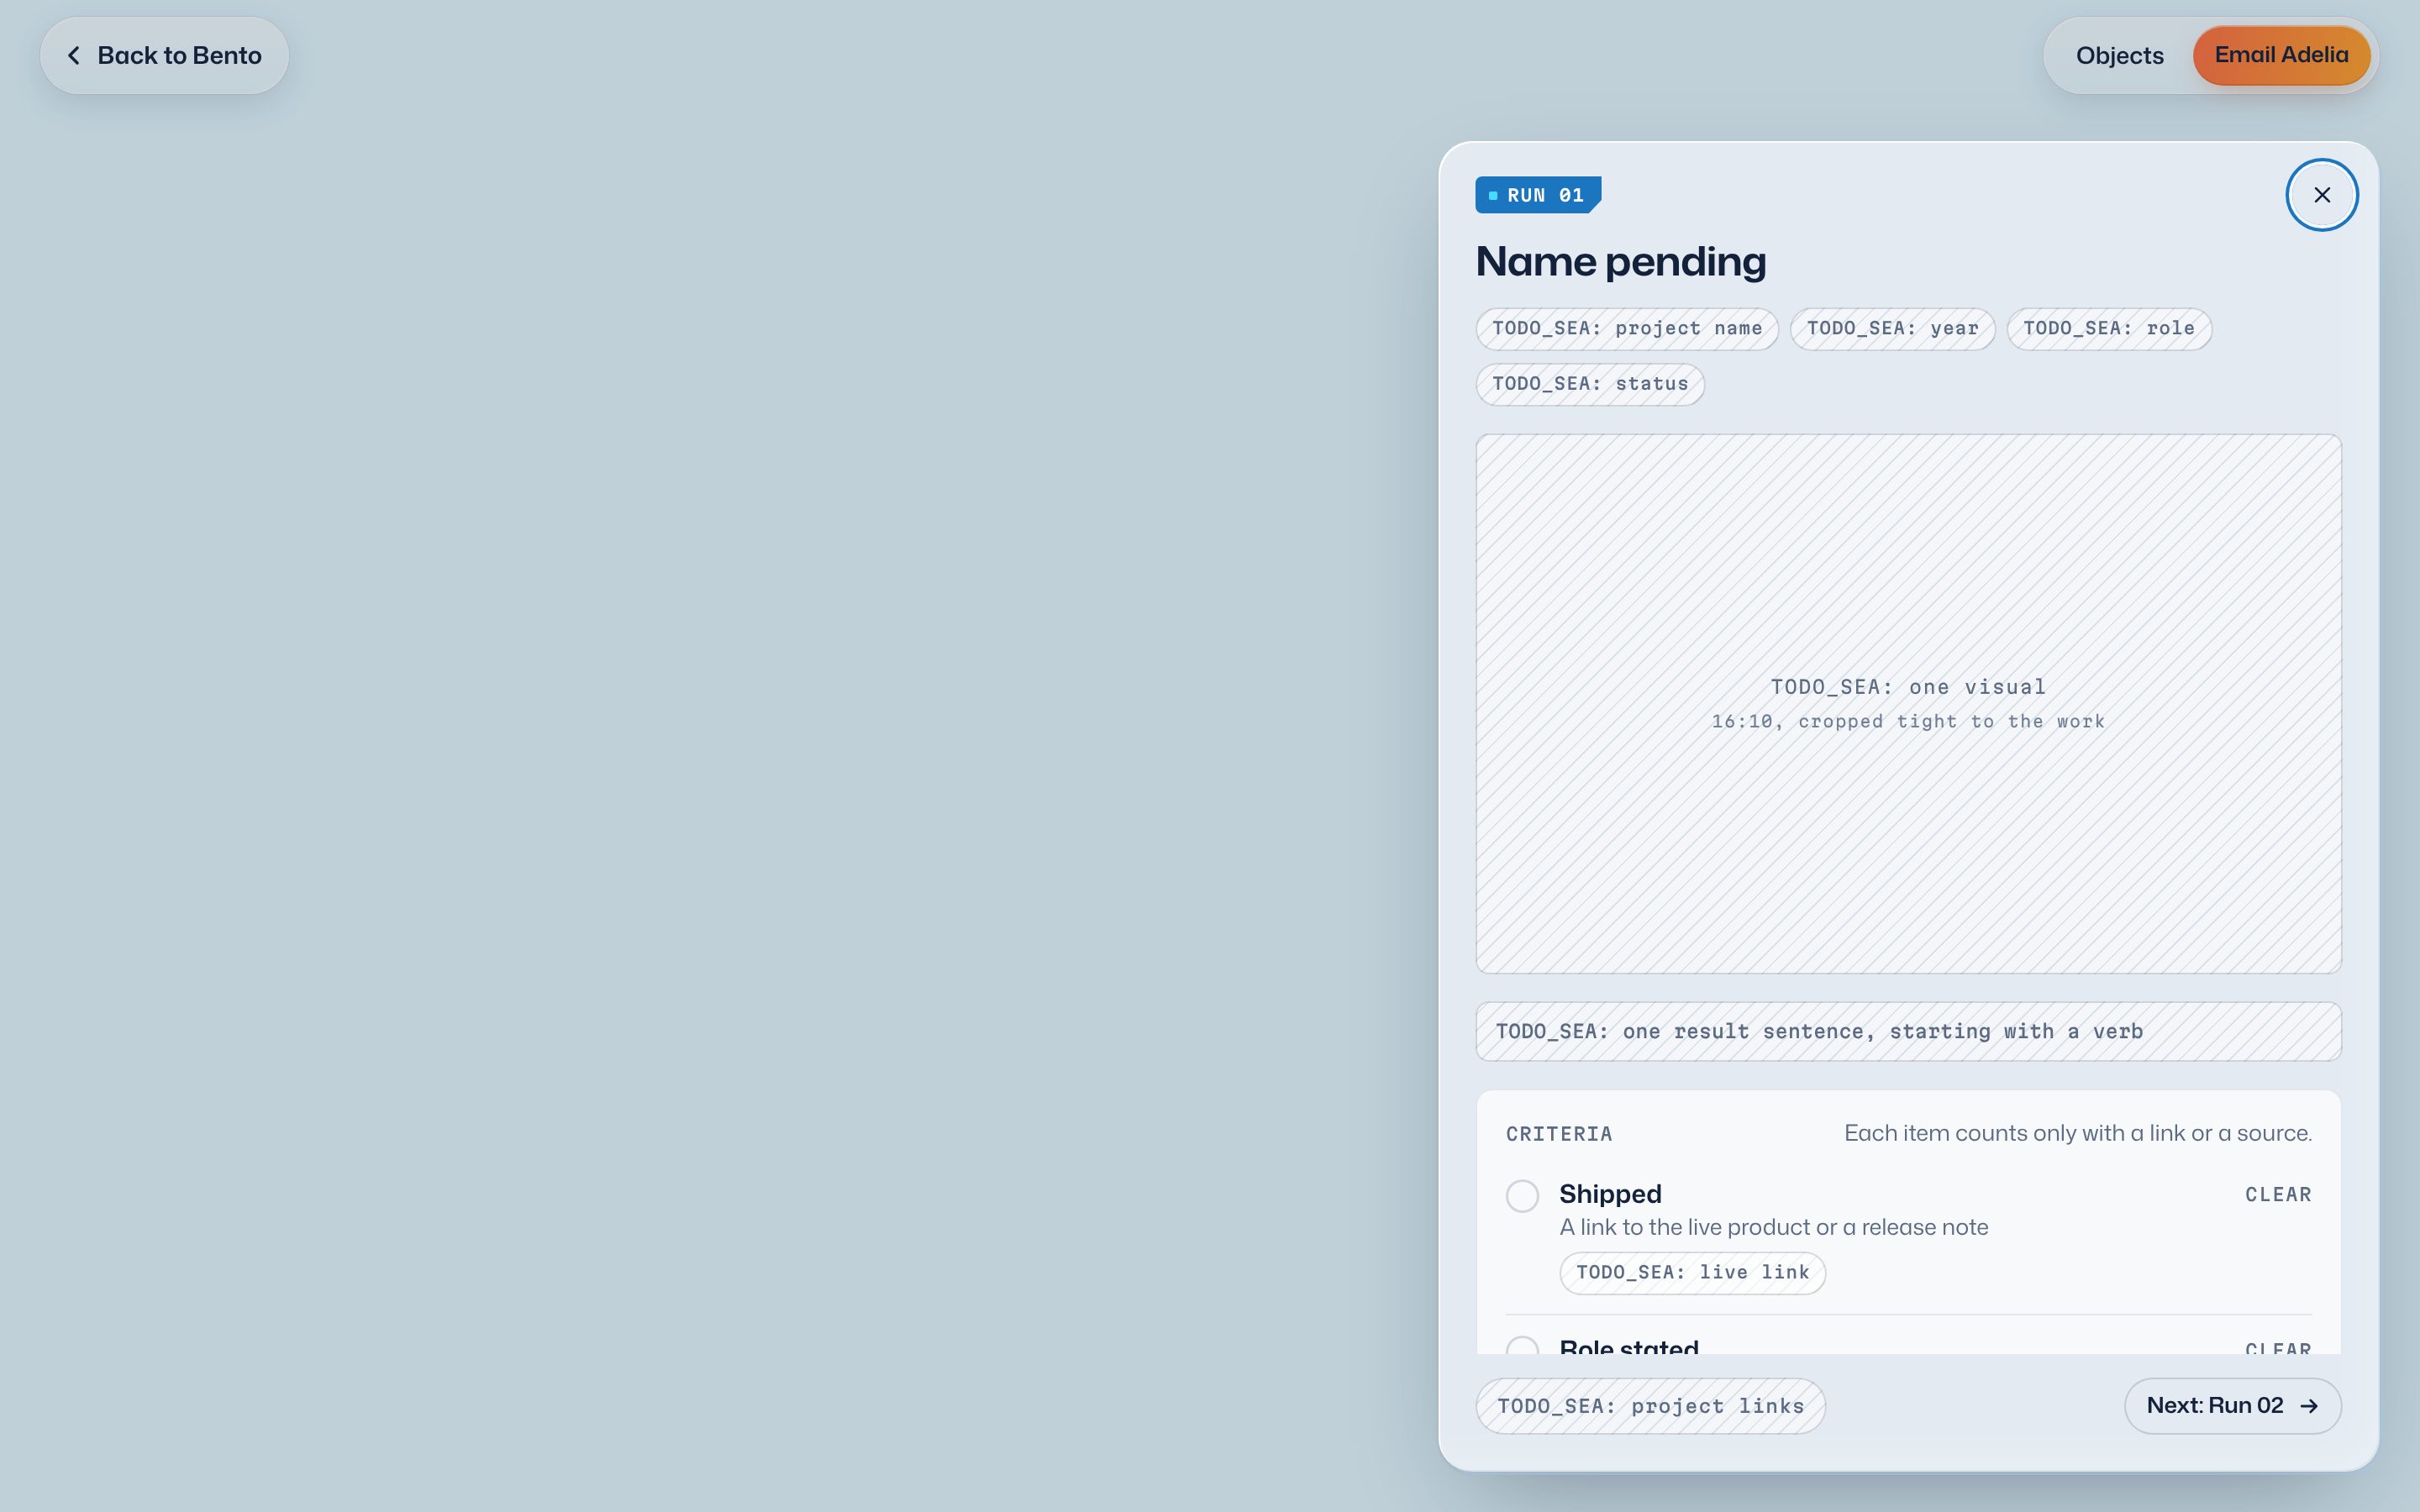 Back to Bento
Objects
Email Adelia
RUN 01
Name pending
TODO_SEA: project name
TODO_SEA: year
TODO_SEA: role
TODO_SEA: status
TODO_SEA: one visual
16:10, cropped tight to the work
TODO_SEA: one result sentence, starting with a verb
CRITERIA
Each item counts only with a link or a source.
Shipped
CLEAR
A link to the live product or a release note
TODO_SEA: live link
Role stated
CLEAR
TODO_SEA: project links
Next: Run 02